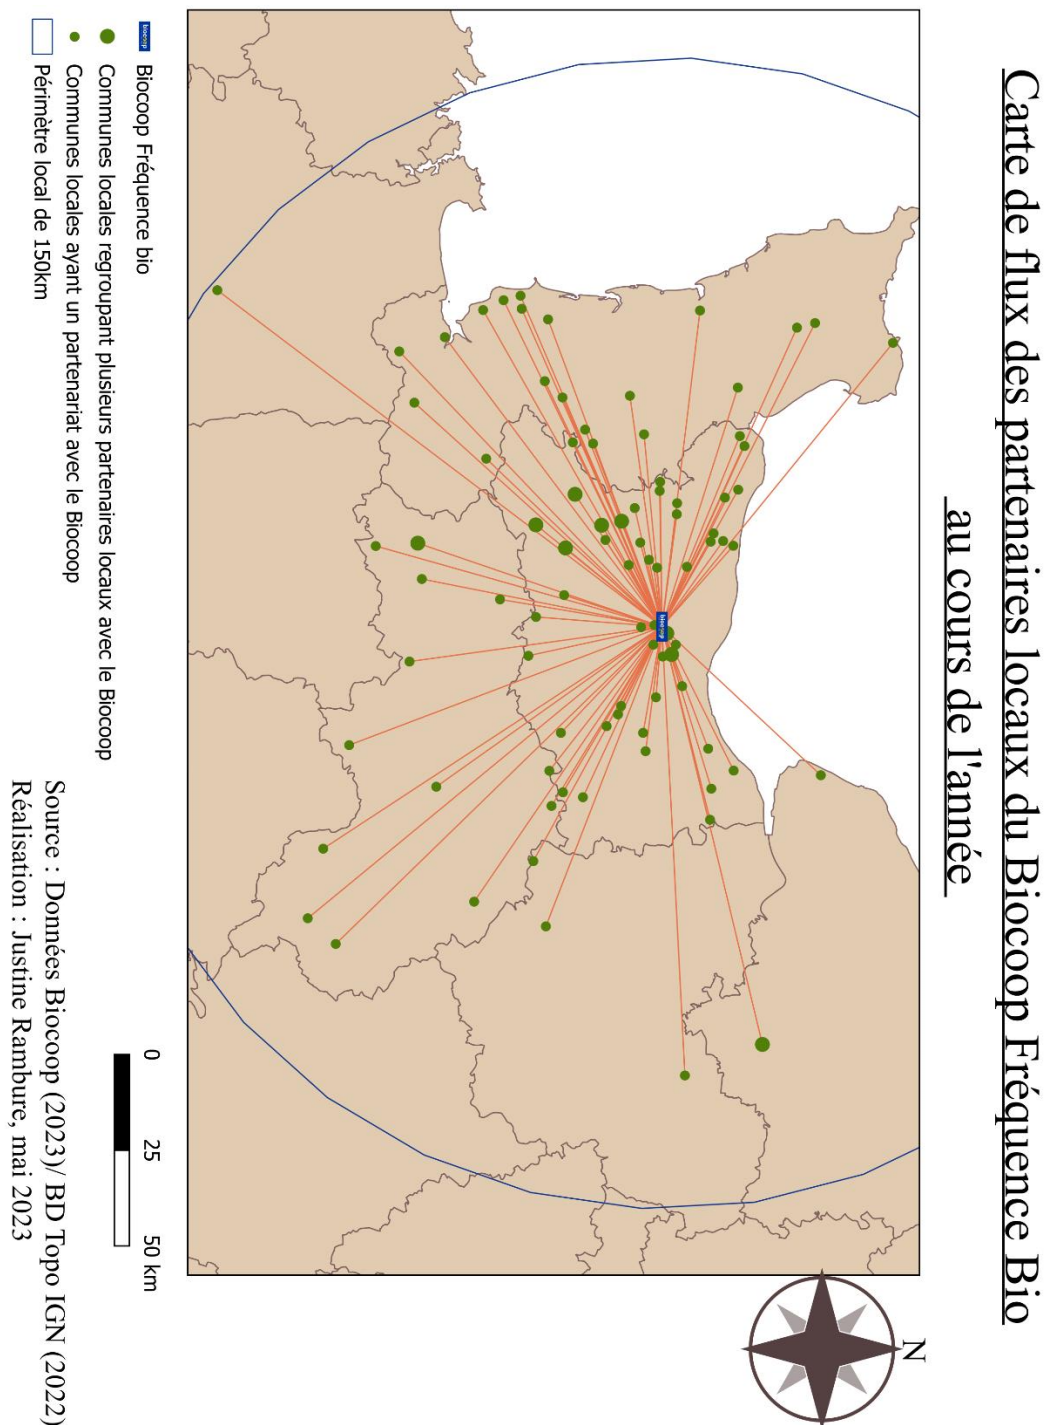 Carte de flux des partenaires locaux du Biocoop Fréquence Bio
au cours de l'année
N
biocoop
biocoop
Biocoop Fréquence bio
Communes locales regroupant plusieurs partenaires locaux avec le Biocoop
Communes locales ayant un partenariat avec le Biocoop
Périmètre local de 150km
0
25
50 km
Source : Données Biocoop (2023)/ BD Topo IGN (2022)
Réalisation : Justine Rambure, mai 2023